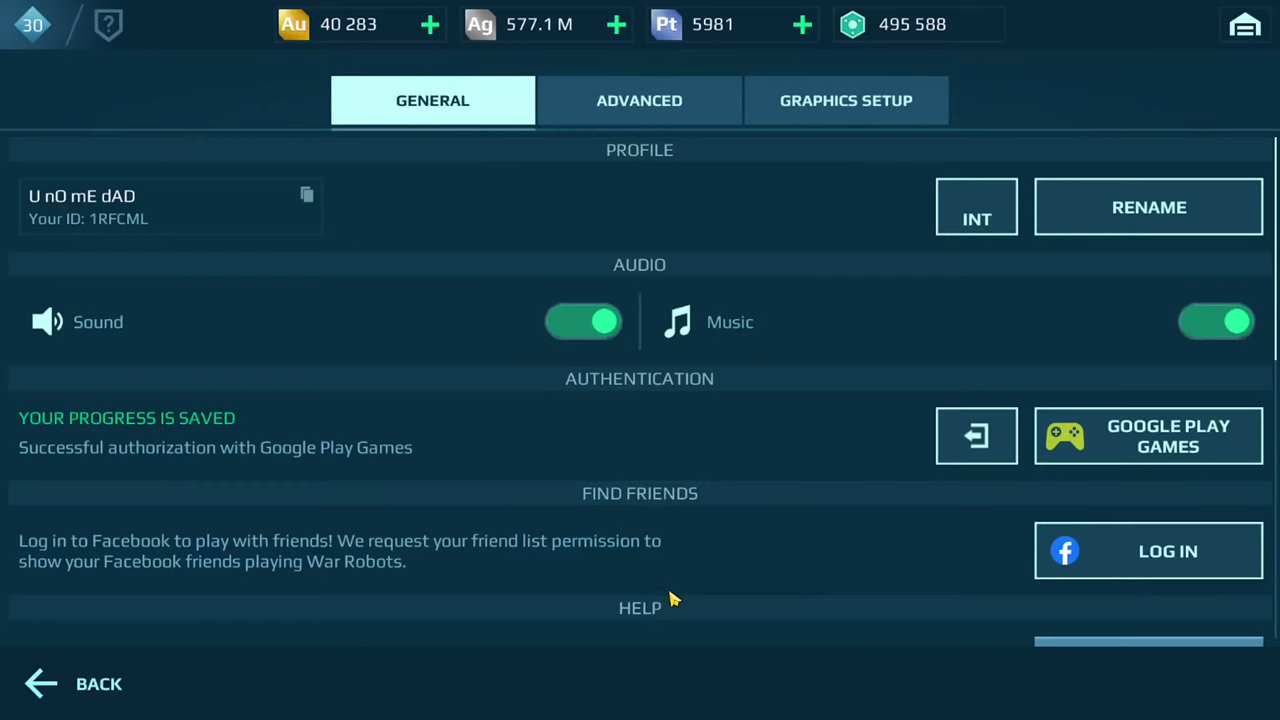 30
Au 40 283
Ag 577.1 M
Pt 5981
495 588
GENERAL
ADVANCED
GRAPHICS SETUP
PROFILE
U nO mE dAD
Your ID: 1RFCML
INT
RENAME
AUDIO
Sound
Music
AUTHENTICATION
YOUR PROGRESS IS SAVED
Successful authorization with Google Play Games
GOOGLE PLAY
GAMES
FIND FRIENDS
Log in to Facebook to play with friends! We request your friend list permission to
show your Facebook friends playing War Robots.
LOG IN
HELP
BACK